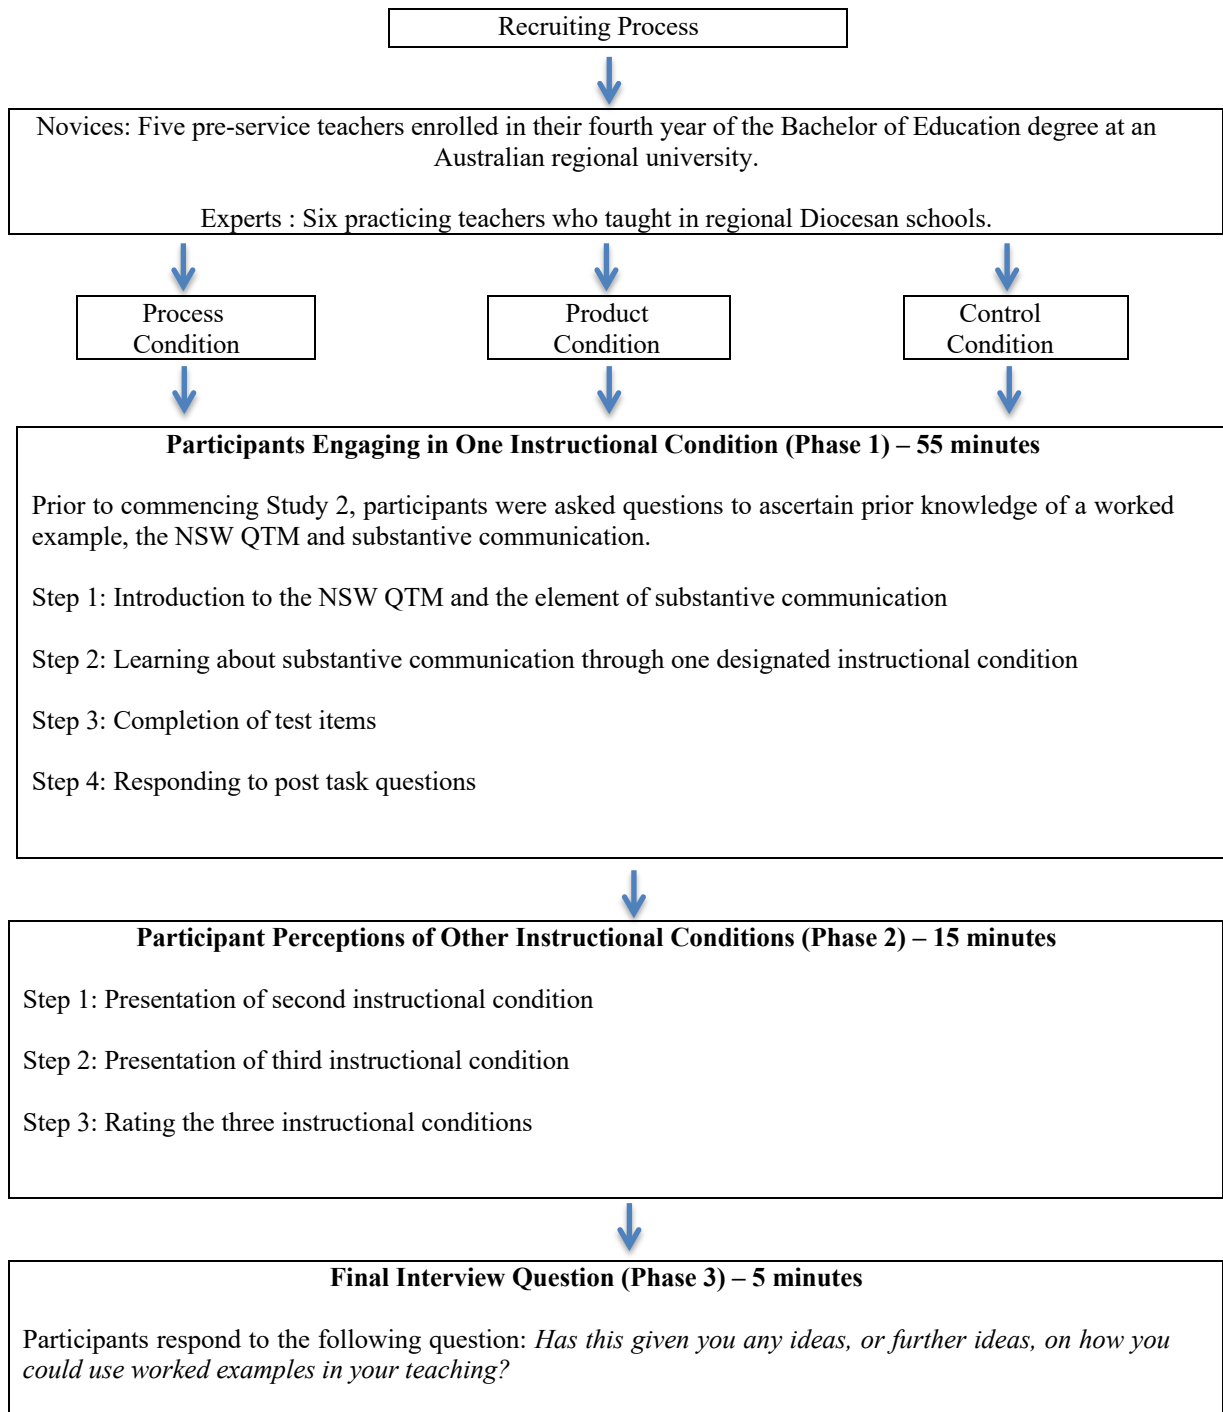 Recruiting Process
Novices: Five pre-service teachers enrolled in their fourth year of the Bachelor of Education degree at an
Australian regional university.
Experts : Six practicing teachers who taught in regional Diocesan schools.
Process
Condition
Product
Condition
Control
Condition
Participants Engaging in One Instructional Condition (Phase 1) – 55 minutes
Prior to commencing Study 2, participants were asked questions to ascertain prior knowledge of a worked
example, the NSW QTM and substantive communication.
Step 1: Introduction to the NSW QTM and the element of substantive communication
Step 2: Learning about substantive communication through one designated instructional condition
Step 3: Completion of test items
Step 4: Responding to post task questions
Participant Perceptions of Other Instructional Conditions (Phase 2) – 15 minutes
Step 1: Presentation of second instructional condition
Step 2: Presentation of third instructional condition
Step 3: Rating the three instructional conditions
Final Interview Question (Phase 3) – 5 minutes
Participants respond to the following question: Has this given you any ideas, or further ideas, on how you
could use worked examples in your teaching?